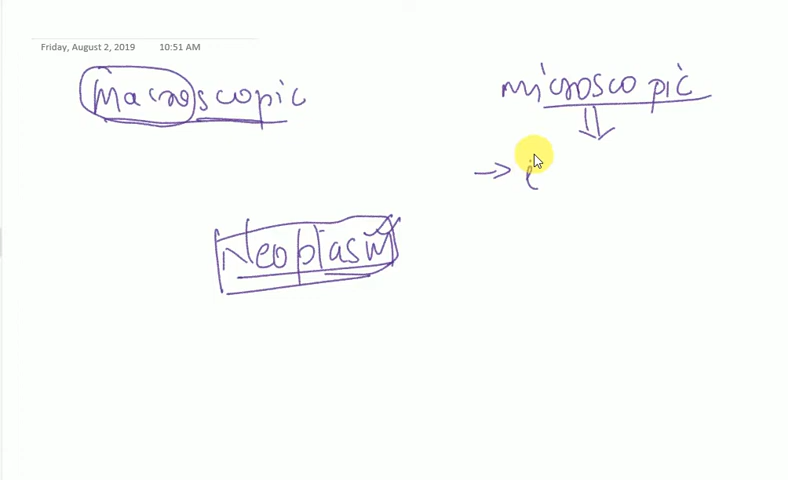 Friday, August 2, 2019 10:51 AM
Macroscopic
microscopic
→ i
Neoplasm